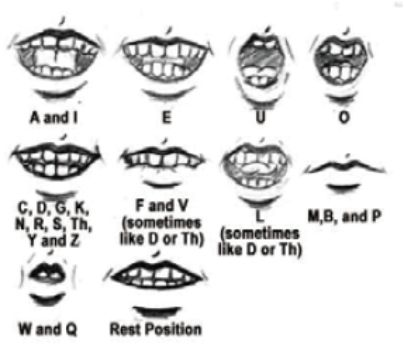 A and I
E
U
O
C, D, G, K,
N, R, S, Th,
Y and Z
F and V
(sometimes
like D or Th)
L
(sometimes
like D or Th)
M,B, and P
W and Q
Rest Position